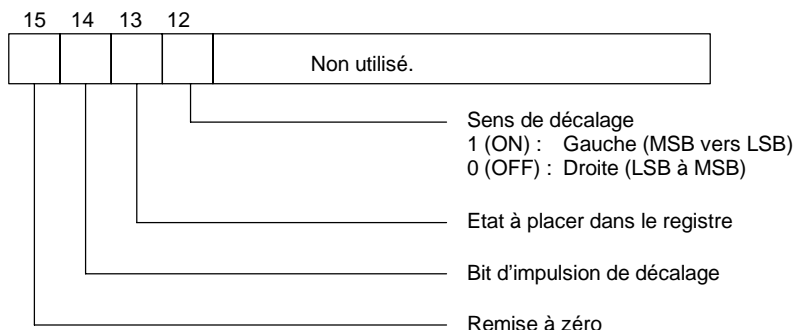 15 14 13 12
Non utilisé.
Sens de décalage
1 (ON) : Gauche (MSB vers LSB)
0 (OFF) : Droite (LSB à MSB)
Etat à placer dans le registre
Bit d'impulsion de décalage
Remise à zéro